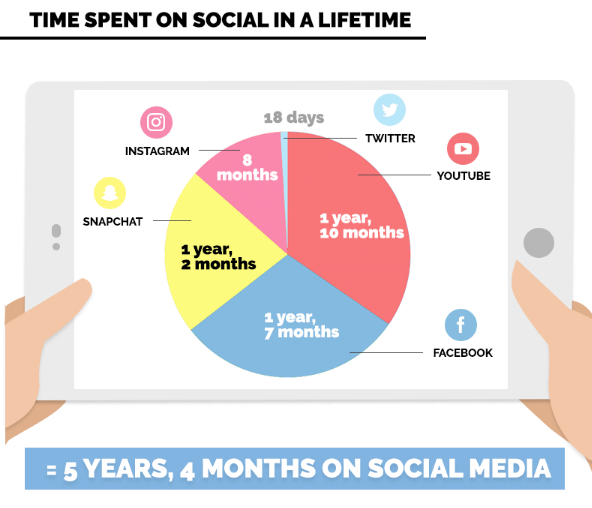 TIME SPENT ON SOCIAL IN A LIFETIME
18 days
TWITTER
INSTAGRAM
8
months
YOUTUBE
SNAPCHAT
1 year,
10 months
1 year,
2 months
1 year,
7 months
f
FACEBOOK
= 5 YEARS, 4 MONTHS ON SOCIAL MEDIA